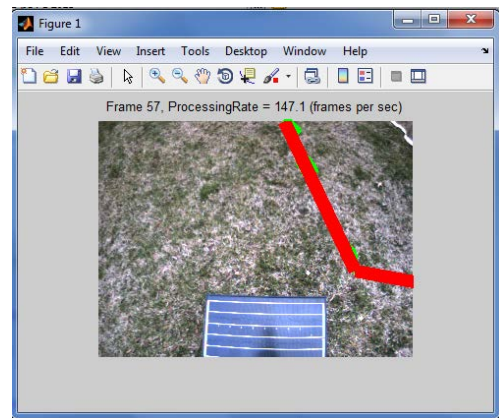 Figure 1
File Edit View Insert Tools Desktop Window Help
Frame 57, ProcessingRate = 147.1 (frames per sec)